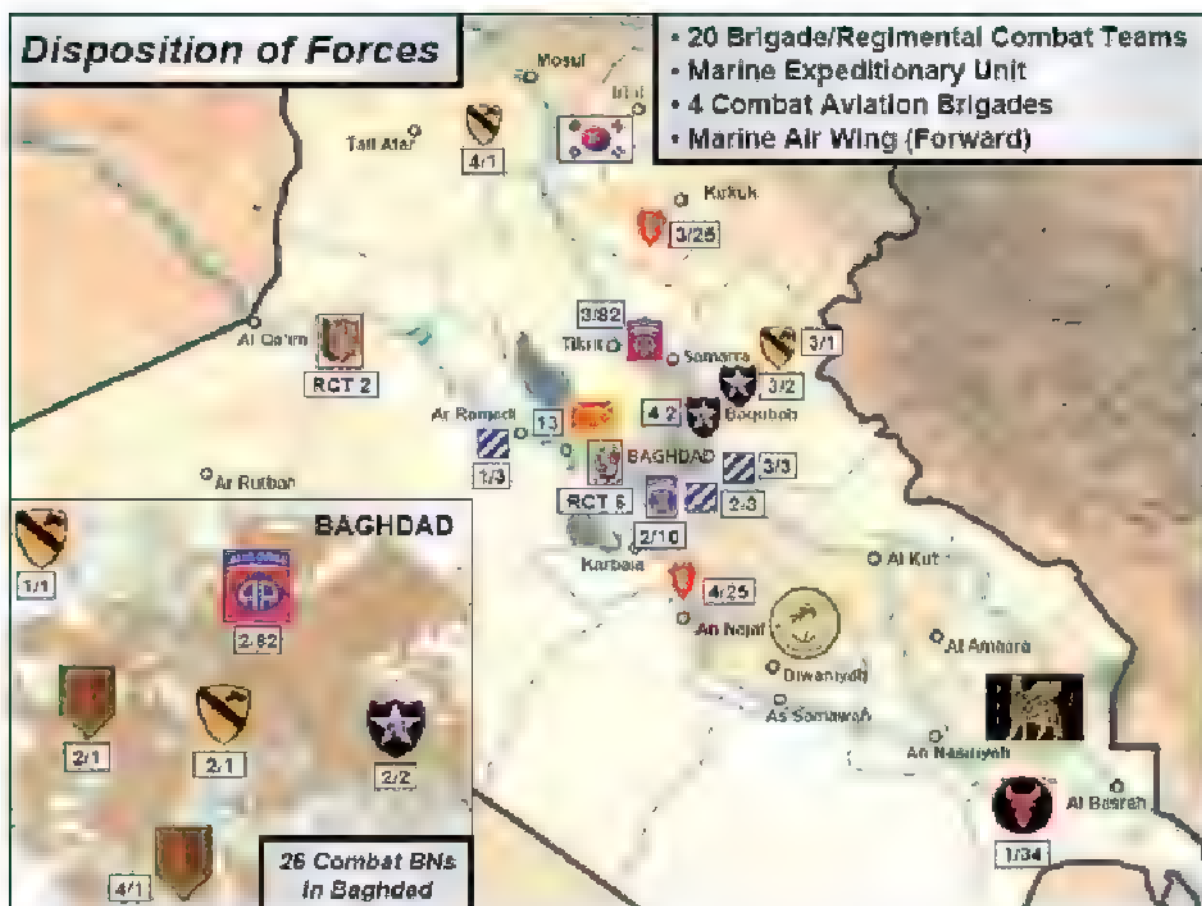 Disposition of Forces
• 20 Brigade/Regimental Combat Teams
• Marine Expeditionary Unit
• 4 Combat Aviation Brigades
• Marine Air Wing (Forward)
Mosul
Tall Afar
4/1
Kirkuk
3/25
Al Qa'im
RCT 2
3/82
Tikrit
Samarra
3/1
3/2
Ar Ramadi
13
4/2
Baqubah
1/3
BAGHDAD
3/3
Ar Rutbah
RCT 6
2/3
2/10
Karbala
Al Kut
4/25
An Najaf
Al Amara
Diwaniyah
As Samawah
An Nasiriyah
Al Basrah
1/34
BAGHDAD
1/1
AIRBORNE
2/82
2/1
2/1
2/2
4/1
26 Combat BNs
in Baghdad